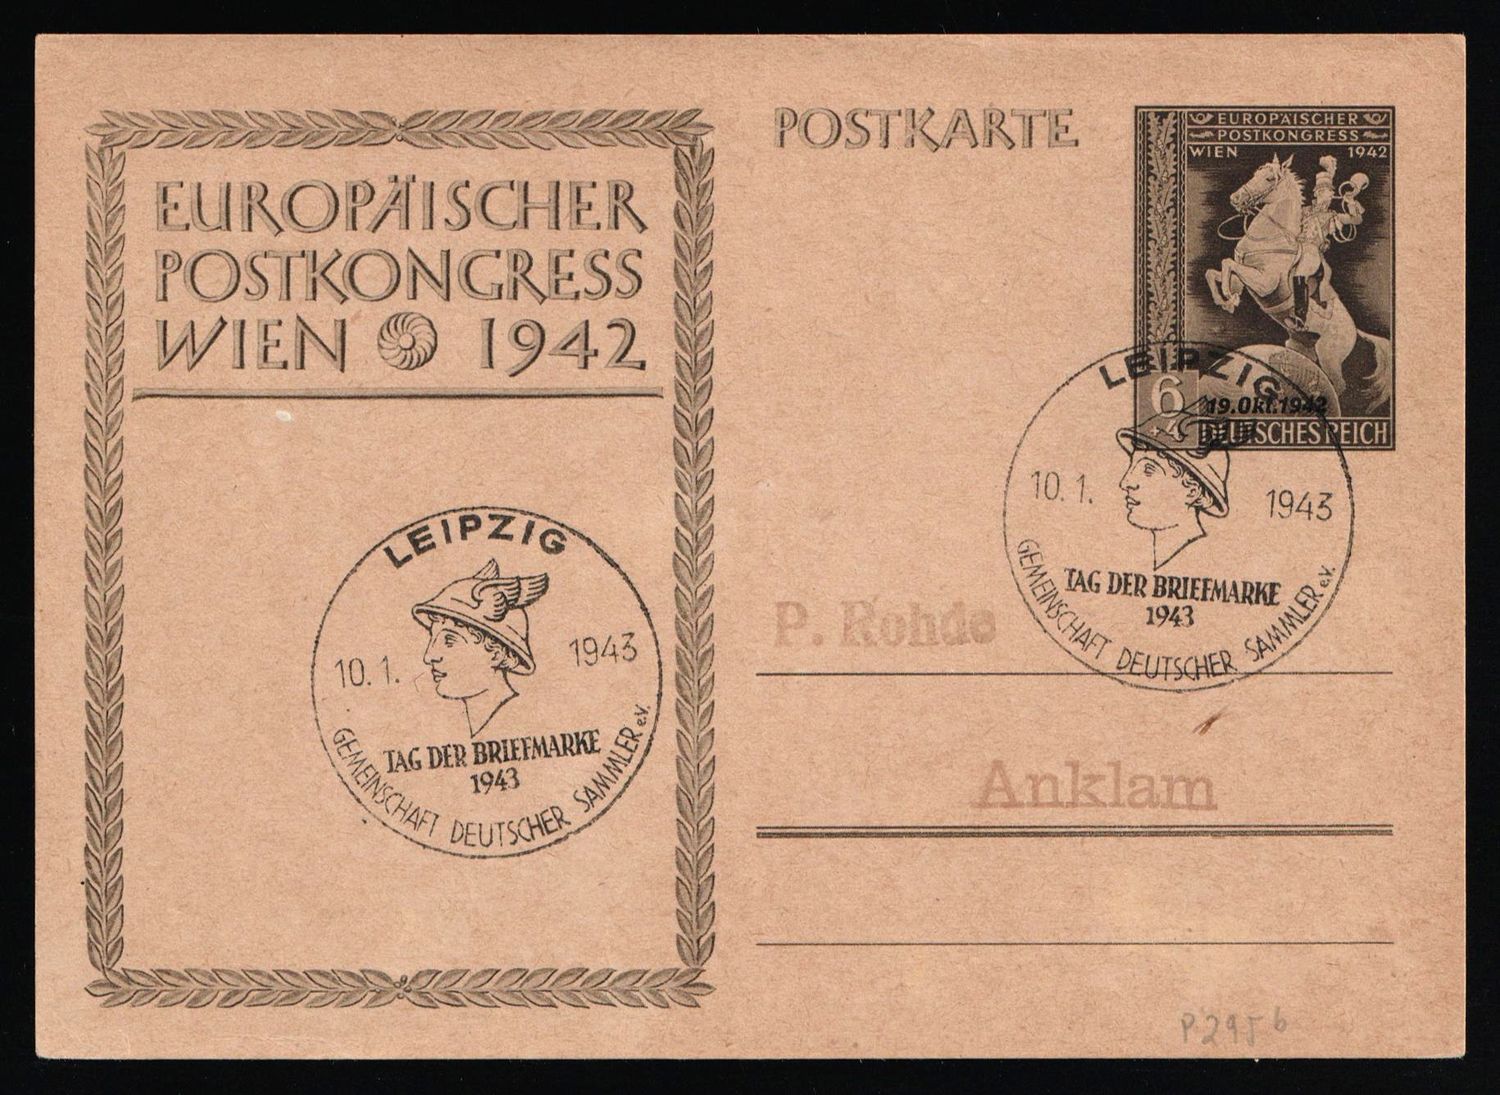 EUROPÄISCHER
POSTKONGRESS
WIEN 1942
POSTKARTE
EUROPÄISCHER
POSTKONGRESS
WIEN 1942
6
+4
19.Okt.1942
DEUTSCHES REICH
LEIPZIG
10. 1. 1943
TAG DER BRIEFMARKE
1943
GEMEINSCHAFT DEUTSCHER SAMMLER e.V.
LEIPZIG
10. 1. 1943
TAG DER BRIEFMARKE
1943
GEMEINSCHAFT DEUTSCHER SAMMLER e.V.
P. Rohde
Anklam
P295 b